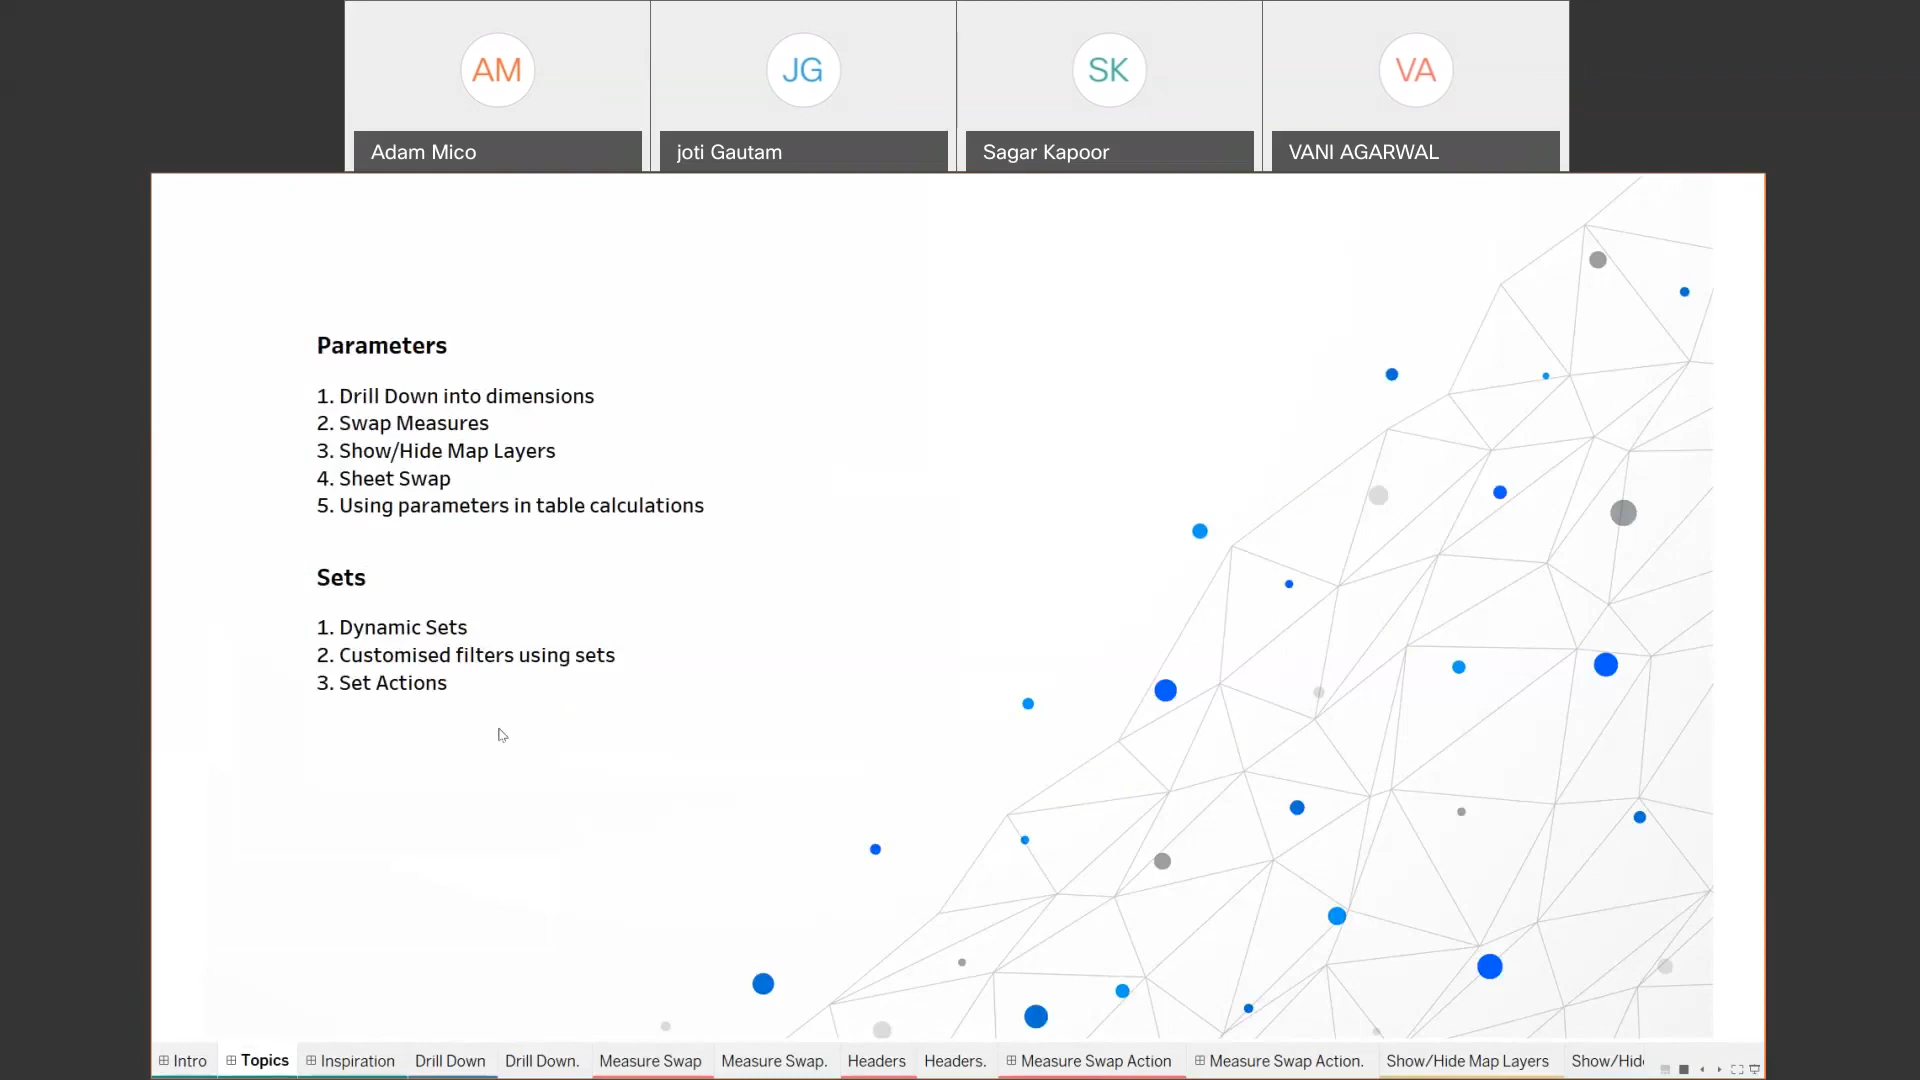 AM
JG
SK
VA
Adam Mico
joti Gautam
Sagar Kapoor
VANI AGARWAL
Parameters
1. Drill Down into dimensions
2. Swap Measures
3. Show/Hide Map Layers
4. Sheet Swap
5. Using parameters in table calculations
Sets
1. Dynamic Sets
2. Customised filters using sets
3. Set Actions
Intro
Topics
Inspiration
Drill Down
Drill Down.
Measure Swap
Measure Swap.
Headers
Headers.
Measure Swap Action
Measure Swap Action.
Show/Hide Map Layers
Show/Hid